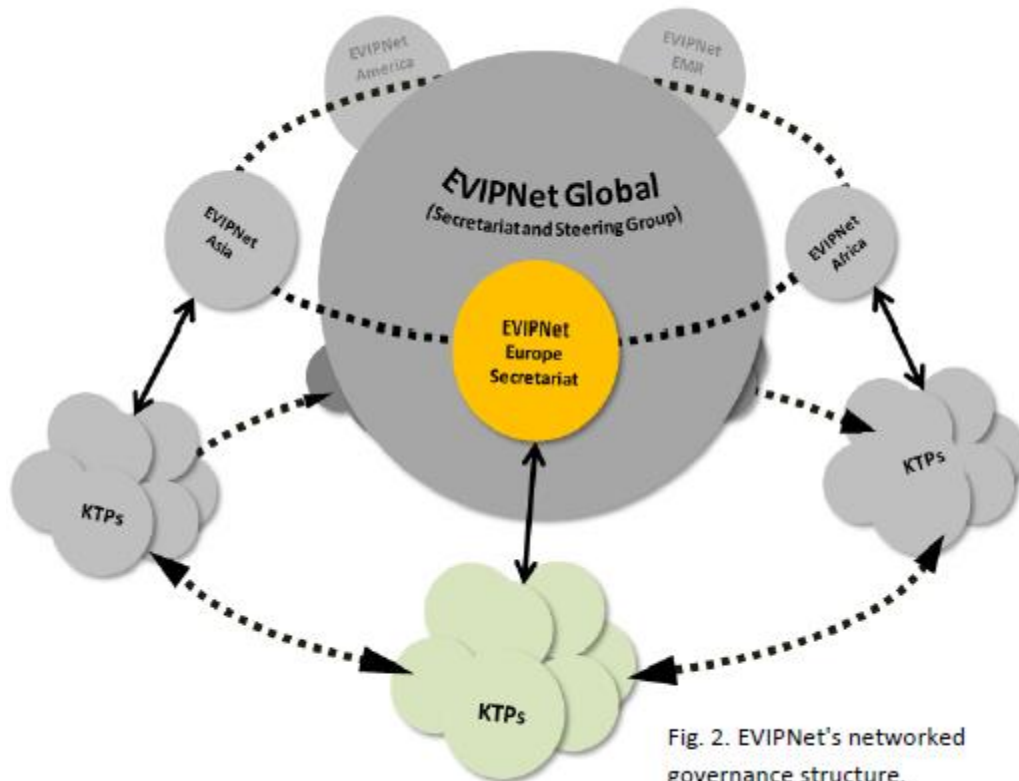 EVIPNet
America
EVIPNet
EMR
EVIPNet Global
(Secretariat and Steering Group)
EVIPNet
Asia
EVIPNet
Africa
EVIPNet
Europe
Secretariat
KTPs
KTPs
KTPs
Fig. 2. EVIPNet's networked
governance structure